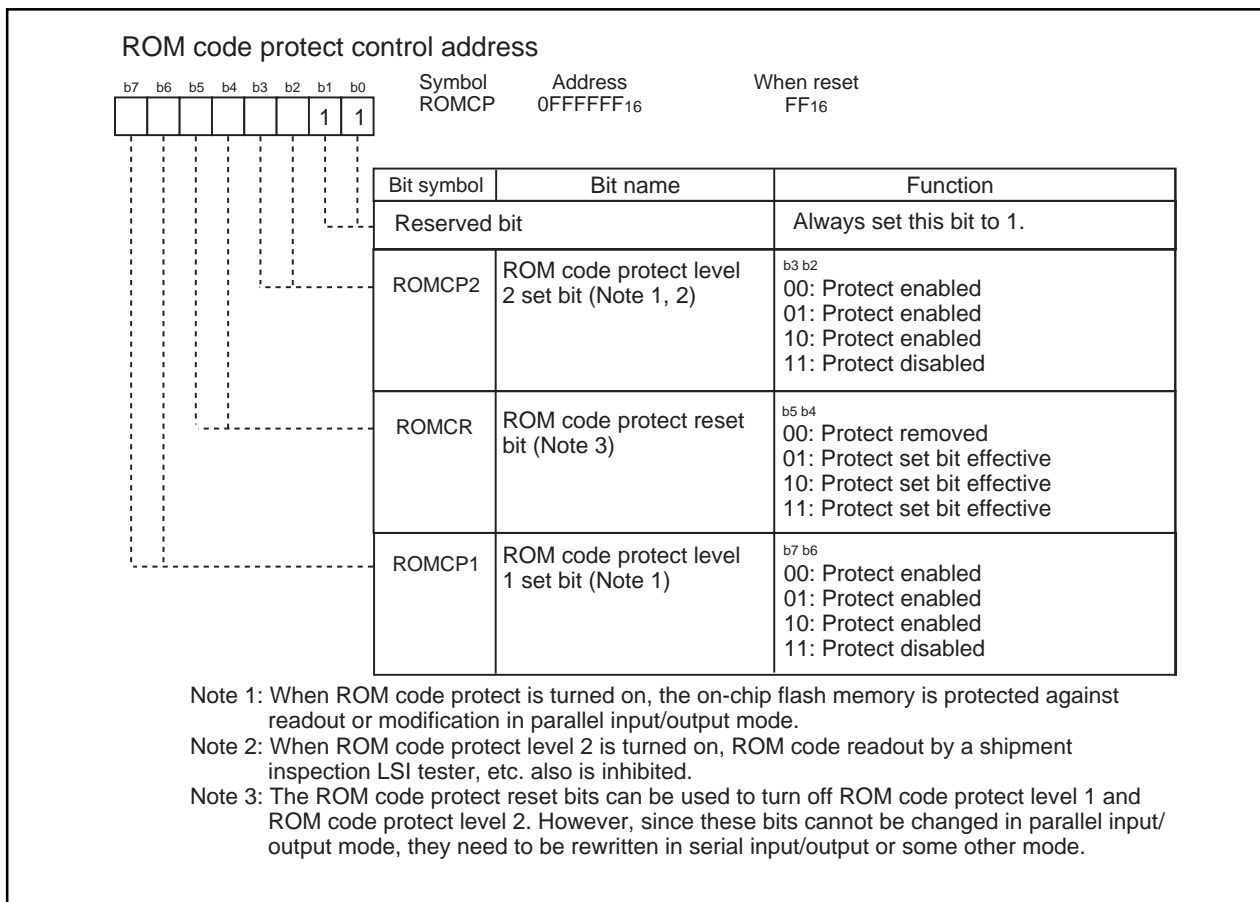 ROM code protect control address
b7 b6 b5 b4 b3 b2 b1 b0
1 1
Symbol Address When reset
ROMCP 0FFFFFF16 FF16
Bit symbol Bit name Function
Reserved bit Always set this bit to 1.
ROMCP2 ROM code protect level
2 set bit (Note 1, 2)
b3 b2
00: Protect enabled
01: Protect enabled
10: Protect enabled
11: Protect disabled
ROMCR ROM code protect reset
bit (Note 3)
b5 b4
00: Protect removed
01: Protect set bit effective
10: Protect set bit effective
11: Protect set bit effective
ROMCP1 ROM code protect level
1 set bit (Note 1)
b7 b6
00: Protect enabled
01: Protect enabled
10: Protect enabled
11: Protect disabled
Note 1: When ROM code protect is turned on, the on-chip flash memory is protected against
readout or modification in parallel input/output mode.
Note 2: When ROM code protect level 2 is turned on, ROM code readout by a shipment
inspection LSI tester, etc. also is inhibited.
Note 3: The ROM code protect reset bits can be used to turn off ROM code protect level 1 and
ROM code protect level 2. However, since these bits cannot be changed in parallel input/
output mode, they need to be rewritten in serial input/output or some other mode.